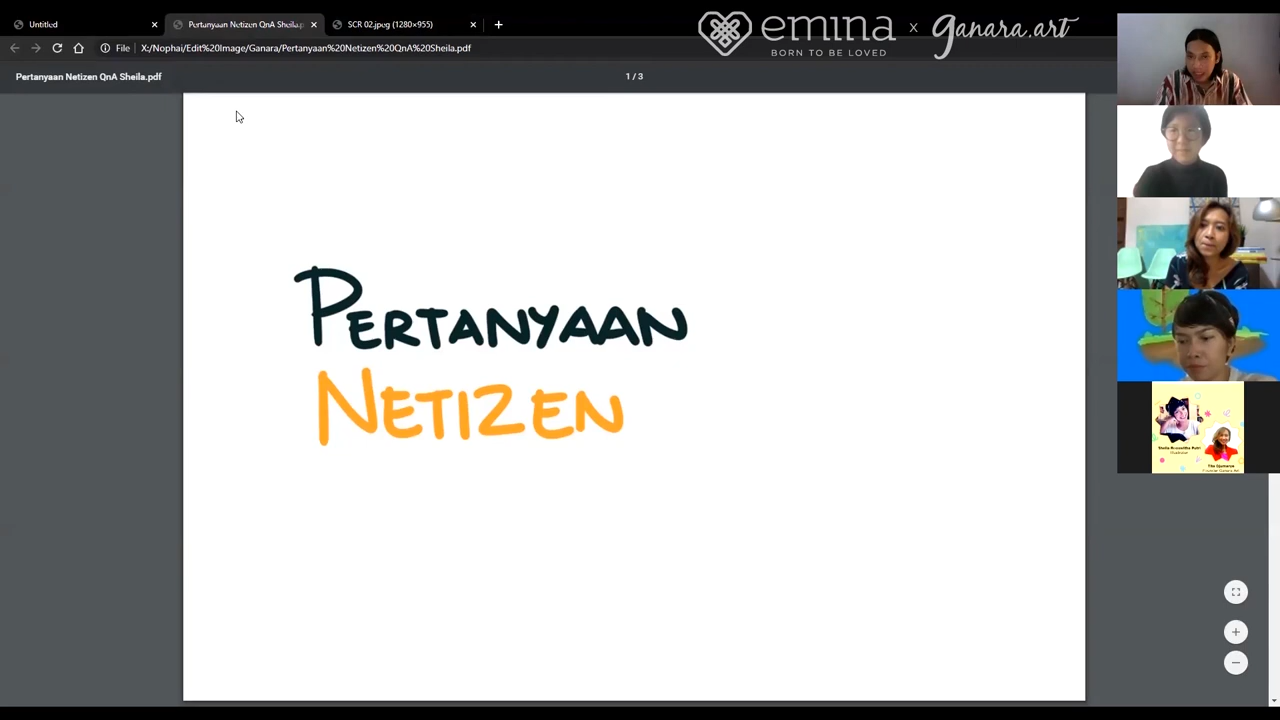 Untitled
Pertanyaan Netizen QnA Sheila.p
SCR 02.jpeg (1280×955)
File
X:/Nophai/Edit%20Image/Ganara/Pertanyaan%20Netizen%20QnA%20Sheila.pdf
emina x ganara.art
BORN TO BE LOVED
Pertanyaan Netizen QnA Sheila.pdf
1 / 3
PERTANYAAN
NETIZEN